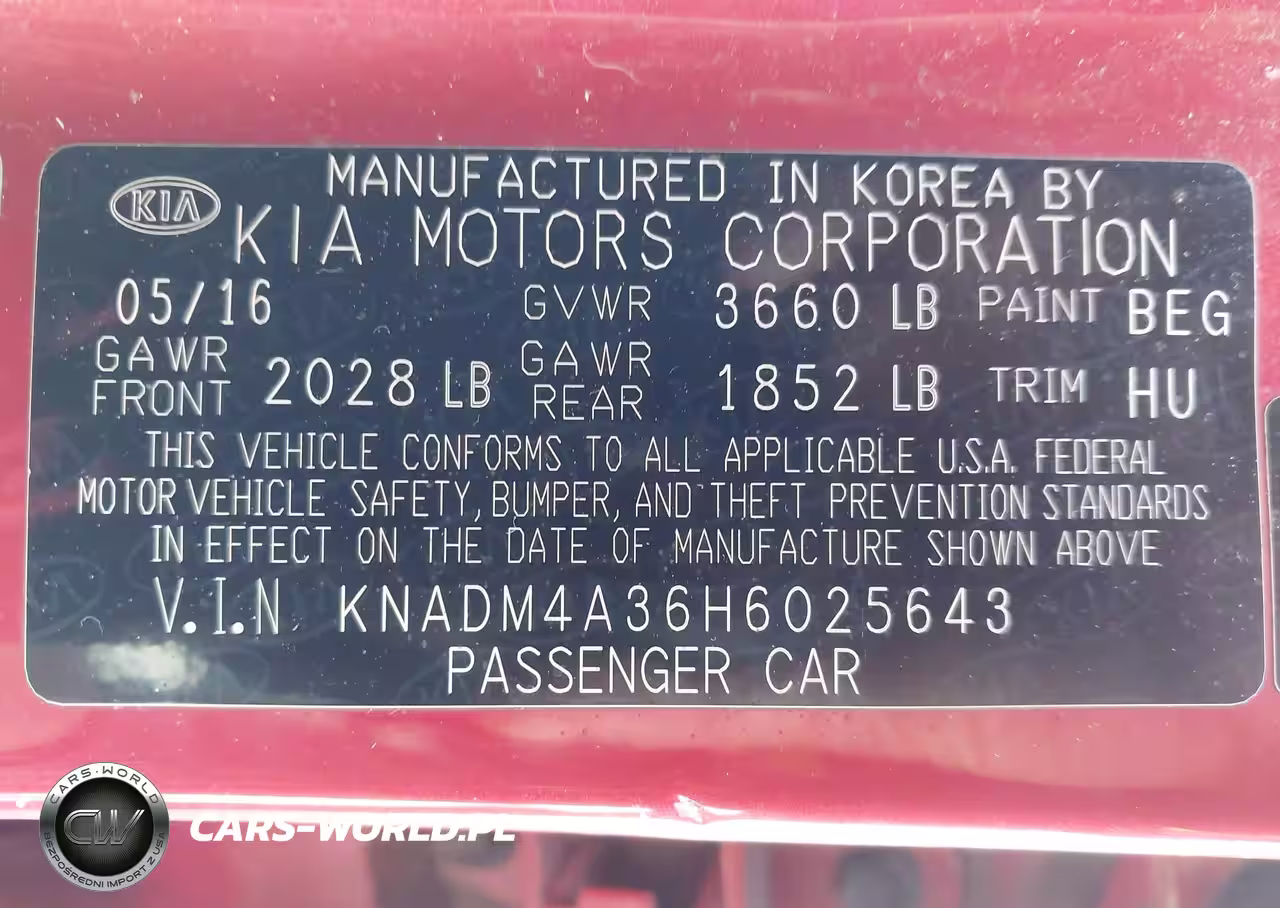 KIA
MANUFACTURED IN KOREA BY
KIA MOTORS CORPORATION
05/16 GVWR 3660 LB PAINT BEG
GAWR FRONT 2028 LB GAWR REAR 1852 LB TRIM HU
THIS VEHICLE CONFORMS TO ALL APPLICABLE U.S.A. FEDERAL
MOTOR VEHICLE SAFETY, BUMPER, AND THEFT PREVENTION STANDARDS
IN EFFECT ON THE DATE OF MANUFACTURE SHOWN ABOVE
V.I.N KNADM4A36H6025643
PASSENGER CAR
CARS-WORLD
CW
BEZPOŚREDNI IMPORT Z USA
CARS-WORLD.PL